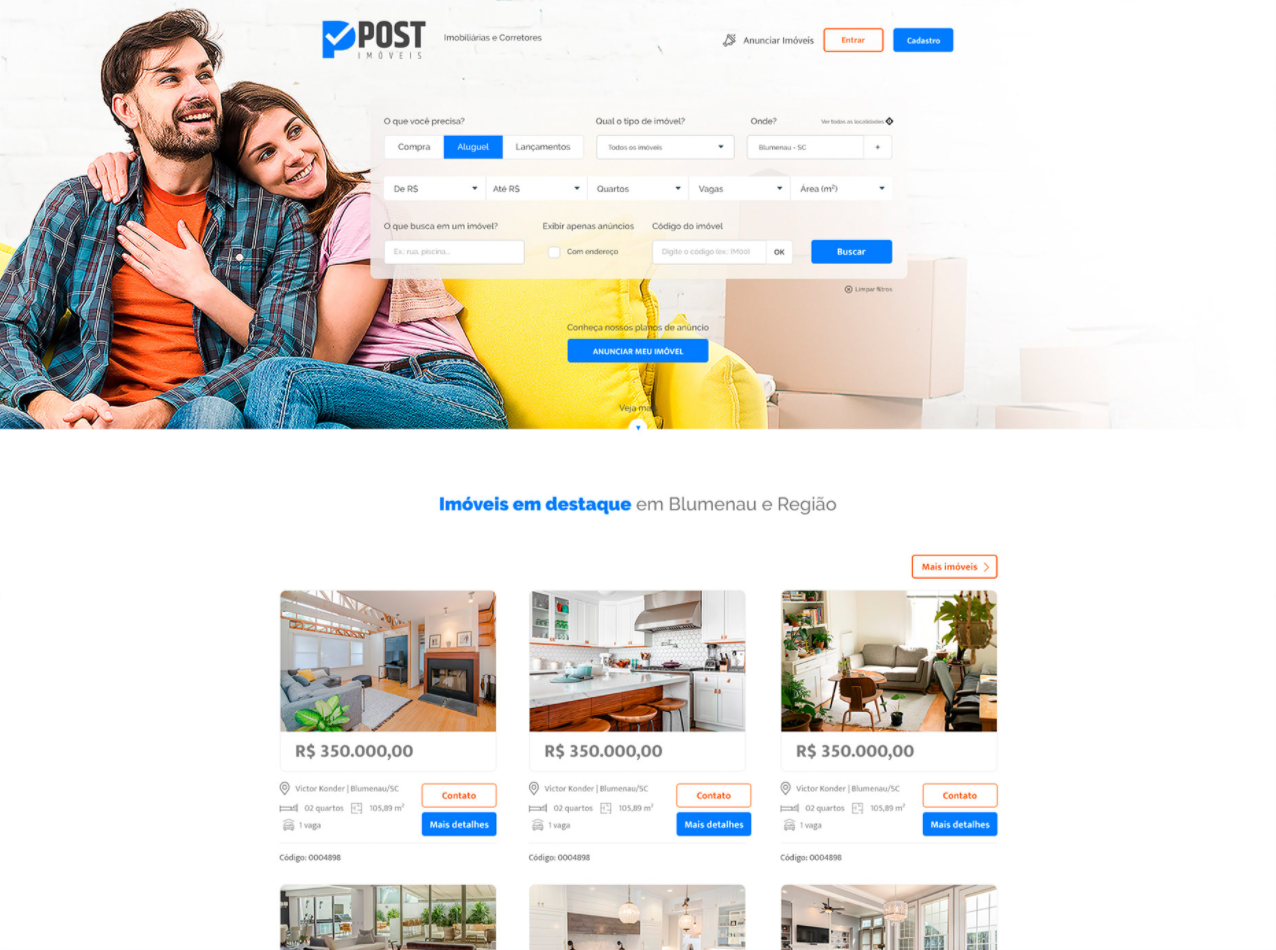 POST
IMÓVEIS
Imobiliárias e Corretores
Anunciar Imóveis
Entrar
Cadastro
O que você precisa?
Qual o tipo de imóvel?
Onde?
Ver todas as localidades
Compra
Aluguel
Lançamentos
Todos os imóveis
Blumenau - SC
+
De R$
Até R$
Quartos
Vagas
Área (m²)
O que busca em um imóvel?
Exibir apenas anúncios
Código do imóvel
Ex.: rua, piscina...
Com endereço
Digite o código (ex.: IM00)
OK
Buscar
Limpar filtros
Conheça nossos planos de anúncio
ANUNCIAR MEU IMÓVEL
Veja mais
Imóveis em destaque em Blumenau e Região
Mais imóveis
R$ 350.000,00
R$ 350.000,00
R$ 350.000,00
Victor Konder | Blumenau/SC
02 quartos 105,89 m²
1 vaga
Contato
Mais detalhes
Código: 0004898
Victor Konder | Blumenau/SC
02 quartos 105,89 m²
1 vaga
Contato
Mais detalhes
Código: 0004898
Victor Konder | Blumenau/SC
02 quartos 105,89 m²
1 vaga
Contato
Mais detalhes
Código: 0004898